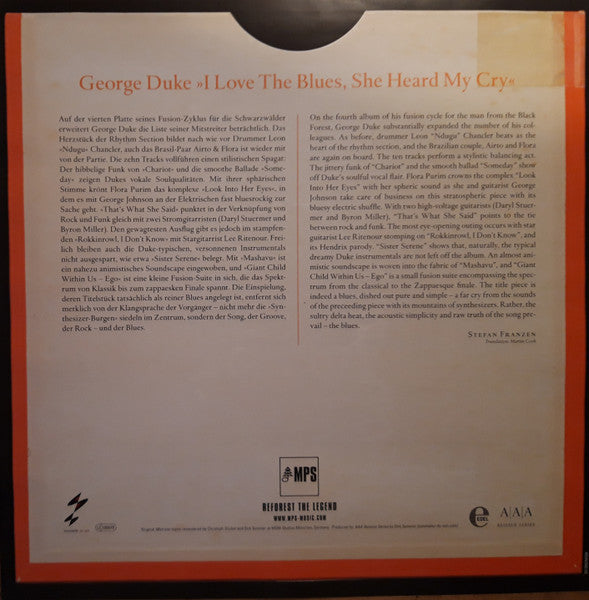 George Duke »I Love The Blues, She Heard My Cry«
Auf der vierten Platte seines Fusion-Zyklus für die Schwarzwälder
erweitert George Duke die Liste seiner Mitstreiter beträchtlich. Das
Herzstück der Rhythm Section bildet nach wie vor Drummer Leon
»Ndugu« Chancler, auch das Brasil-Paar Airto & Flora ist wieder mit
von der Partie. Die zehn Tracks vollführen einen stilistischen Spagat:
Der hibbelige Funk von »Chariot« und die smoothe Ballade »Some-
day« zeigen Dukes vokale Soulqualitäten. Mit ihrer sphärischen
Stimme krönt Flora Purim das komplexe »Look Into Her Eyes«, in
dem es mit George Johnson an der Elektrischen fast bluesrockig zur
Sache geht. »That's What She Said« punktet in der Verknüpfung von
Rock und Funk gleich mit zwei Stromgitarristen (Daryl Stuermer und
Byron Miller). Den gewagtesten Ausflug gibt es jedoch im stampfen-
den »Rokkinrowl, I Don't Know« mit Stargitarrist Lee Ritenour. Frei-
lich bleiben auch die Duke-typischen, versonnenen Instrumentals
nicht ausgespart, wie etwa »Sister Serene« belegt. Mit »Mashavu« ist
ein nahezu animistisches Soundscape eingewoben, und »Giant Child
Within Us – Ego« ist eine kleine Fusion-Suite in sich, die das Spek-
trum von Klassik bis zum zappaesken Finale spannt. Die Einspielung,
deren Titelstück tatsächlich als reiner Blues angelegt ist, entfernt sich
merklich von der Klangsprache der Vorgänger – nicht mehr die »Syn-
thesizer-Burgen« siedeln im Zentrum, sondern der Song, der Groove,
der Rock – und der Blues.
On the fourth album of his fusion cycle for the man from the Black
Forest, George Duke substantially expanded the number of his col-
leagues. As before, drummer Leon "Ndugu" Chancler beats as the
heart of the rhythm section, and the Brazilian couple, Airto and Flora
are again on board. The ten tracks perform a stylistic balancing act.
The jittery funk of "Chariot" and the smooth ballad "Someday" show
off Duke's soulful vocal flair. Flora Purim crowns the complex "Look
Into Her Eyes" with her spheric sound as she and guitarist George
Johnson take care of business on this stratospheric piece with its
bluesy electric shuffle. With two high-voltage guitarists (Daryl Stuer-
mer and Byron Miller), "That's What She Said" points to the tie
between rock and funk. The most eye-opening outing occurs with star
guitarist Lee Ritenour stomping on "Rokkinrowl, I Don't Know", and
its Hendrix parody. "Sister Serene" shows that, naturally, the typical
dreamy Duke instrumentals are not left off the album. An almost ani-
mistic soundscape is woven into the fabric of "Mashavu", and "Giant
Child Within Us – Ego" is a small fusion suite encompassing the spec-
trum from the classical to the Zappuesque finale. The title piece is
indeed a blues, dished out pure and simple – a far cry from the sounds
of the preceeding piece with its mountains of synthesizers. Rather, the
sultry delta heat, the acoustic simplicity and raw truth of the song pre-
vail – the blues.
Stefan Franzen
Translation: Martin Cook
MPS
REFOREST THE LEGEND
WWW.MPS-MUSIC.COM
e
EDEL
A/A/A